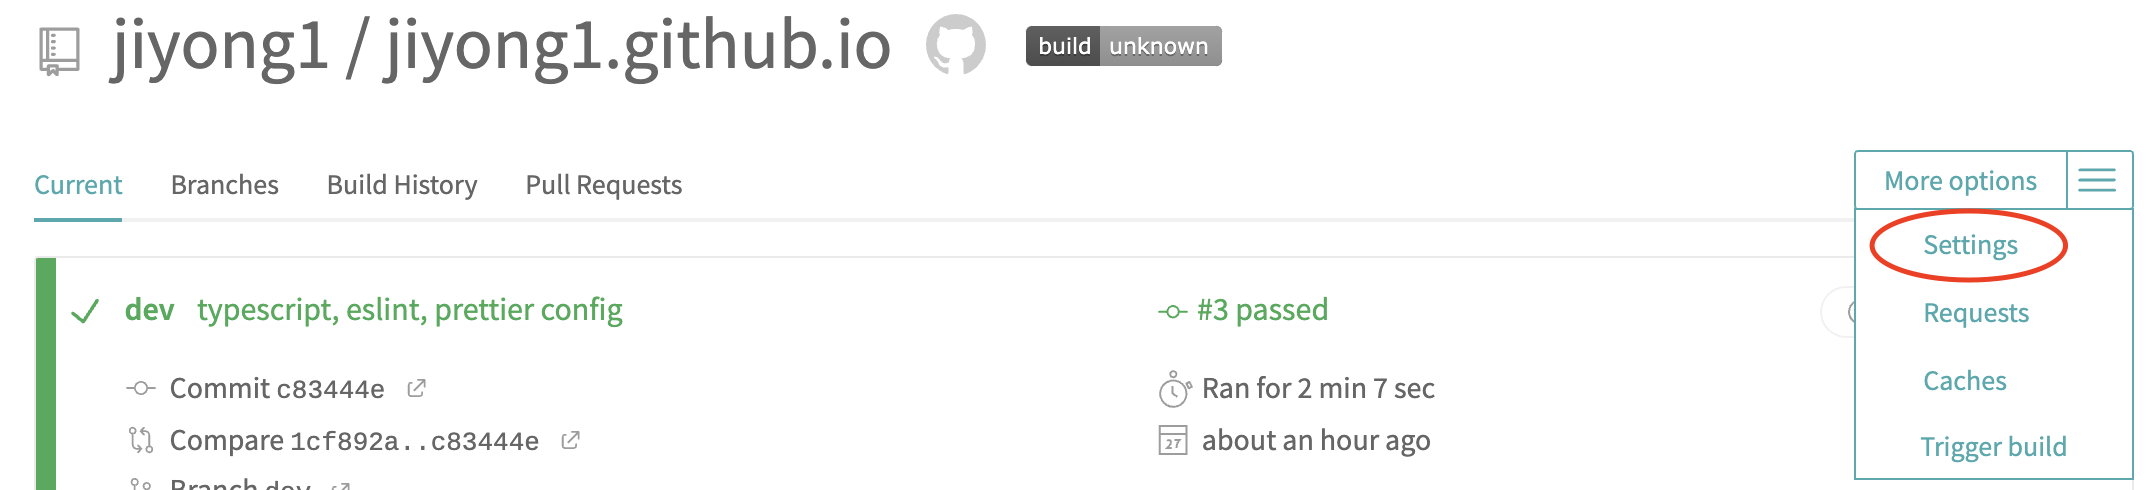 jiyong1 / jiyong1.github.io build unknown
Current Branches Build History Pull Requests More options
Settings
dev typescript, eslint, prettier config #3 passed
Requests
Commit c83444e Ran for 2 min 7 sec
Caches
Compare 1cf892a..c83444e about an hour ago
27
Trigger build
Branch dev